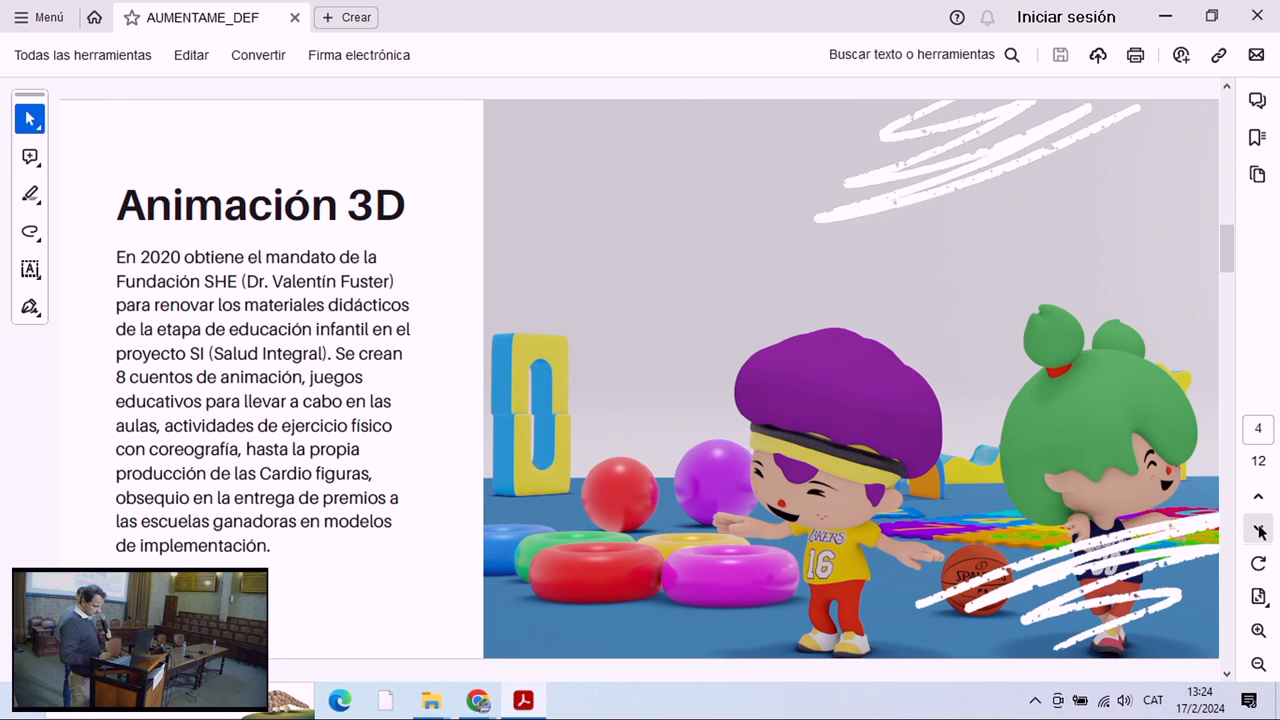 Menú
AUMENTAME_DEF
Crear
Iniciar sesión
Todas las herramientas
Editar
Convertir
Firma electrónica
Buscar texto o herramientas
Animación 3D
En 2020 obtiene el mandato de la
Fundación SHE (Dr. Valentín Fuster)
para renovar los materiales didácticos
de la etapa de educación infantil en el
proyecto SI (Salud Integral). Se crean
8 cuentos de animación, juegos
educativos para llevar a cabo en las
aulas, actividades de ejercicio físico
con coreografía, hasta la propia
producción de las Cardio figuras,
obsequio en la entrega de premios a
las escuelas ganadoras en modelos
de implementación.
LAKERS
16
4
12
CAT
13:24
17/2/2024